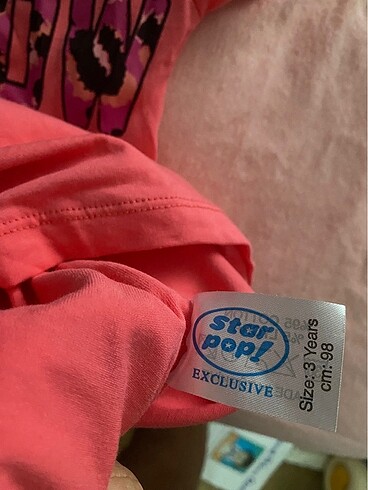 Star
pop!
EXCLUSIVE
Size: 3 Years
cm: 98